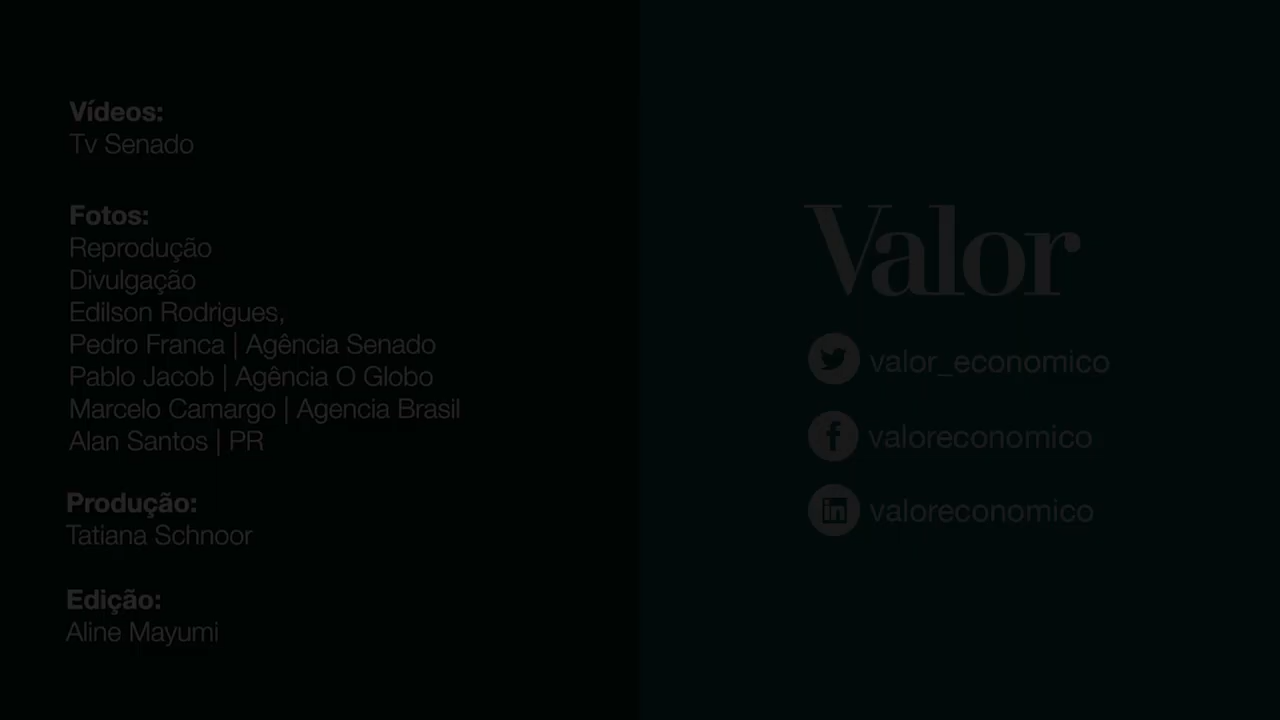 Vídeos:
Tv Senado
Fotos:
Reprodução
Divulgação
Edilson Rodrigues,
Pedro Franca | Agência Senado
Pablo Jacob | Agência O Globo
Marcelo Camargo | Agencia Brasil
Alan Santos | PR
Produção:
Tatiana Schnoor
Edição:
Aline Mayumi
Valor
valor_economico
valoreconomico
valoreconomico